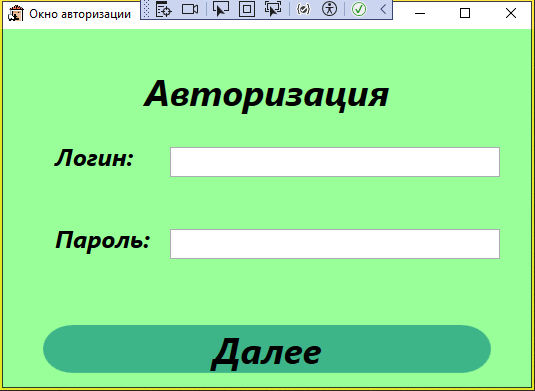 Окно авторизации
Авторизация
Логин:
Пароль:
Далее